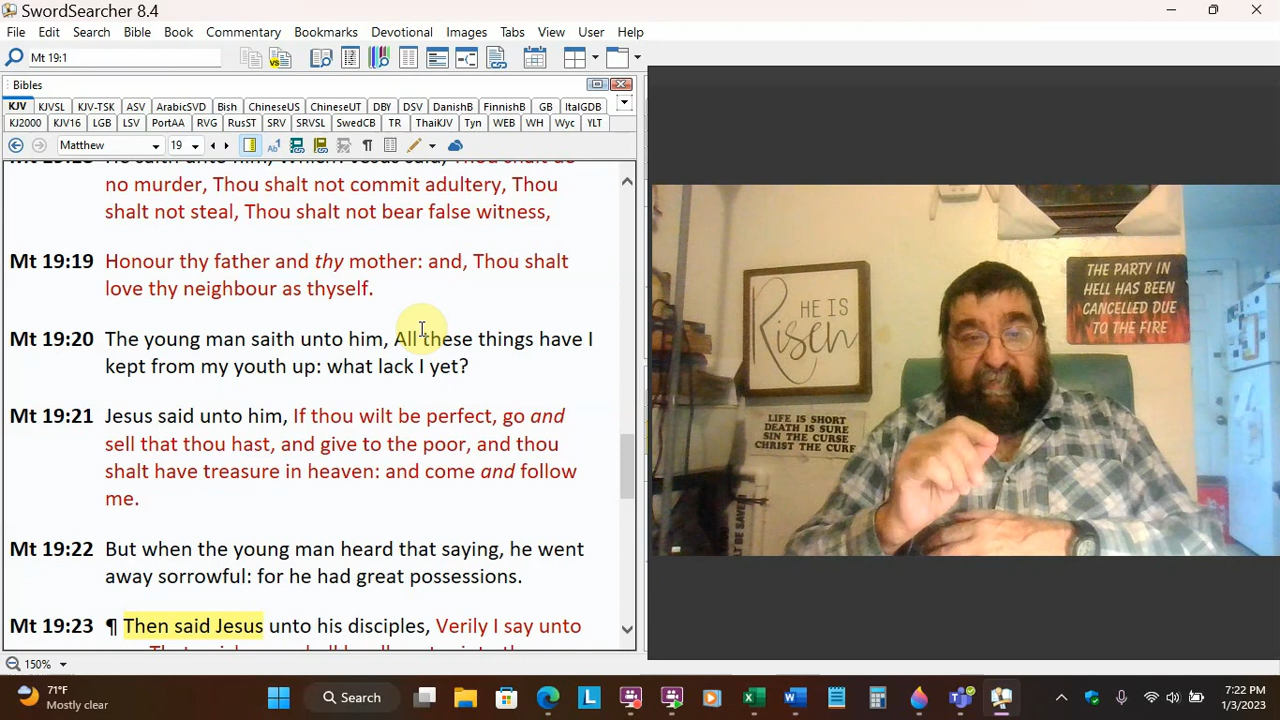 SwordSearcher 8.4
File Edit Search Bible Book Commentary Bookmarks Devotional Images Tabs View User Help
Mt 19:1
Bibles
KJV KJVSL KJV-TSK ASV ArabicSVD Bish ChineseUS ChineseUT DBY DSV DanishB FinnishB GB ItalGDB
KJ2000 KJV16 LGB LSV PortAA RVG RusST SRV SRVSL SwedCB TR ThaiKJV Tyn WEB WH Wyc YLT
Matthew 19
no murder, Thou shalt not commit adultery, Thou
shalt not steal, Thou shalt not bear false witness,
Mt 19:19 Honour thy father and thy mother: and, Thou shalt
love thy neighbour as thyself.
Mt 19:20 The young man saith unto him, All these things have I
kept from my youth up: what lack I yet?
Mt 19:21 Jesus said unto him, If thou wilt be perfect, go and
sell that thou hast, and give to the poor, and thou
shalt have treasure in heaven: and come and follow
me.
Mt 19:22 But when the young man heard that saying, he went
away sorrowful: for he had great possessions.
Mt 19:23 ¶ Then said Jesus unto his disciples, Verily I say unto
150%
HE IS
Risen
THE PARTY IN
HELL HAS BEEN
CANCELLED DUE
TO THE FIRE
LIFE IS SHORT
DEATH IS SURE
SIN THE CURSE
CHRIST THE CURE
71°F
Mostly clear
Search
7:22 PM
1/3/2023